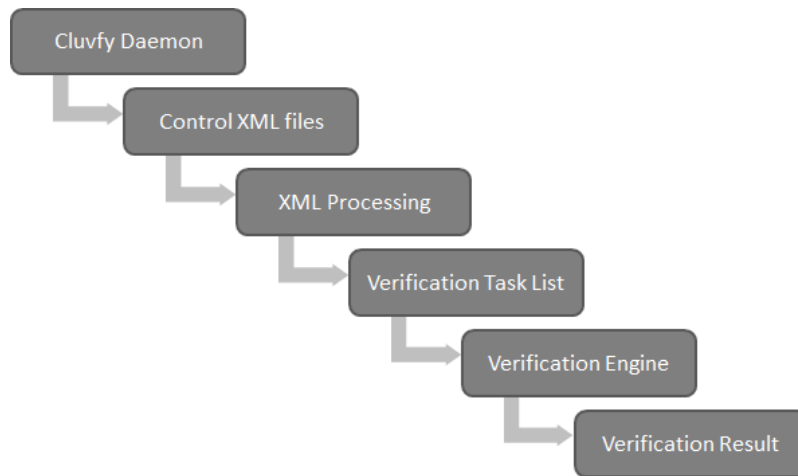 Cluvfy Daemon
Control XML files
XML Processing
Verification Task List
Verification Engine
Verification Result